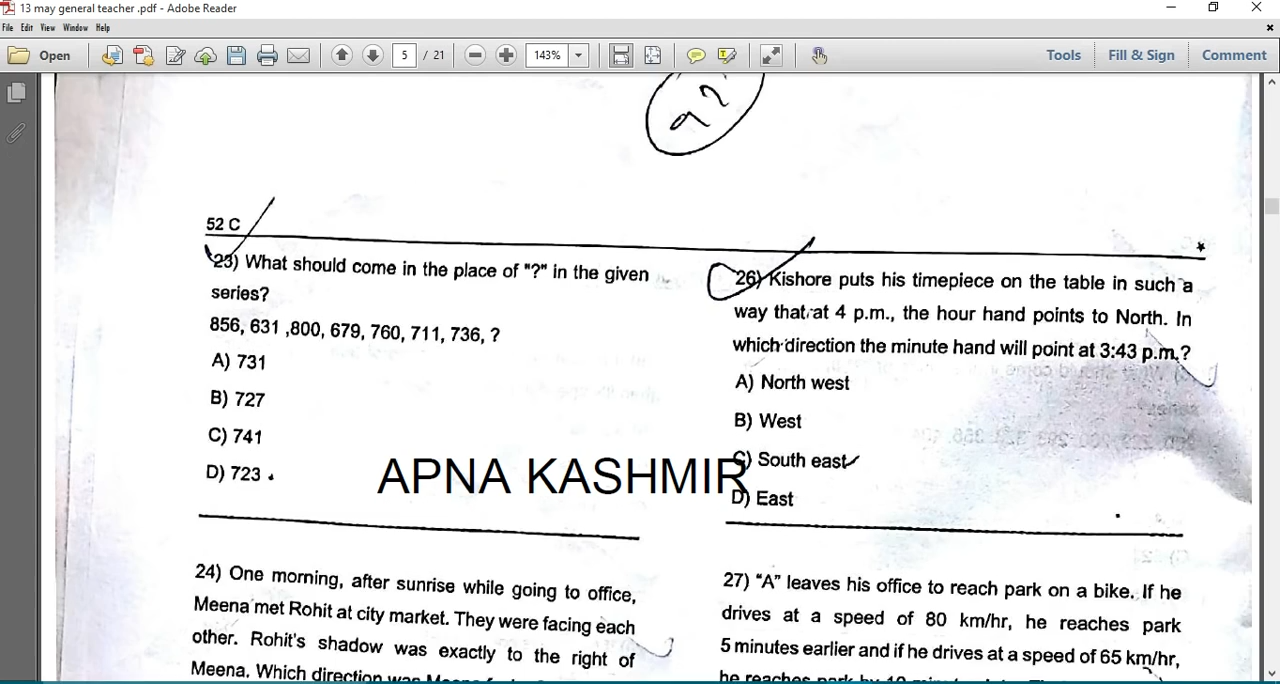 13 may general teacher .pdf - Adobe Reader
File Edit View Window Help
Open 5 / 21 143% Tools Fill & Sign Comment
52 C
23) What should come in the place of "?" in the given
series?
856, 631 ,800, 679, 760, 711, 736, ?
A) 731
B) 727
C) 741
D) 723
24) One morning, after sunrise while going to office,
Meena met Rohit at city market. They were facing each
other. Rohit's shadow was exactly to the right of
Meena. Which direction was
26) Kishore puts his timepiece on the table in such a
way that at 4 p.m., the hour hand points to North. In
which direction the minute hand will point at 3:43 p.m.?
A) North west
B) West
C) South east
D) East
27) "A" leaves his office to reach park on a bike. If he
drives at a speed of 80 km/hr, he reaches park
5 minutes earlier and if he drives at a speed of 65 km/hr,
he reaches park by 10
APNA KASHMIR